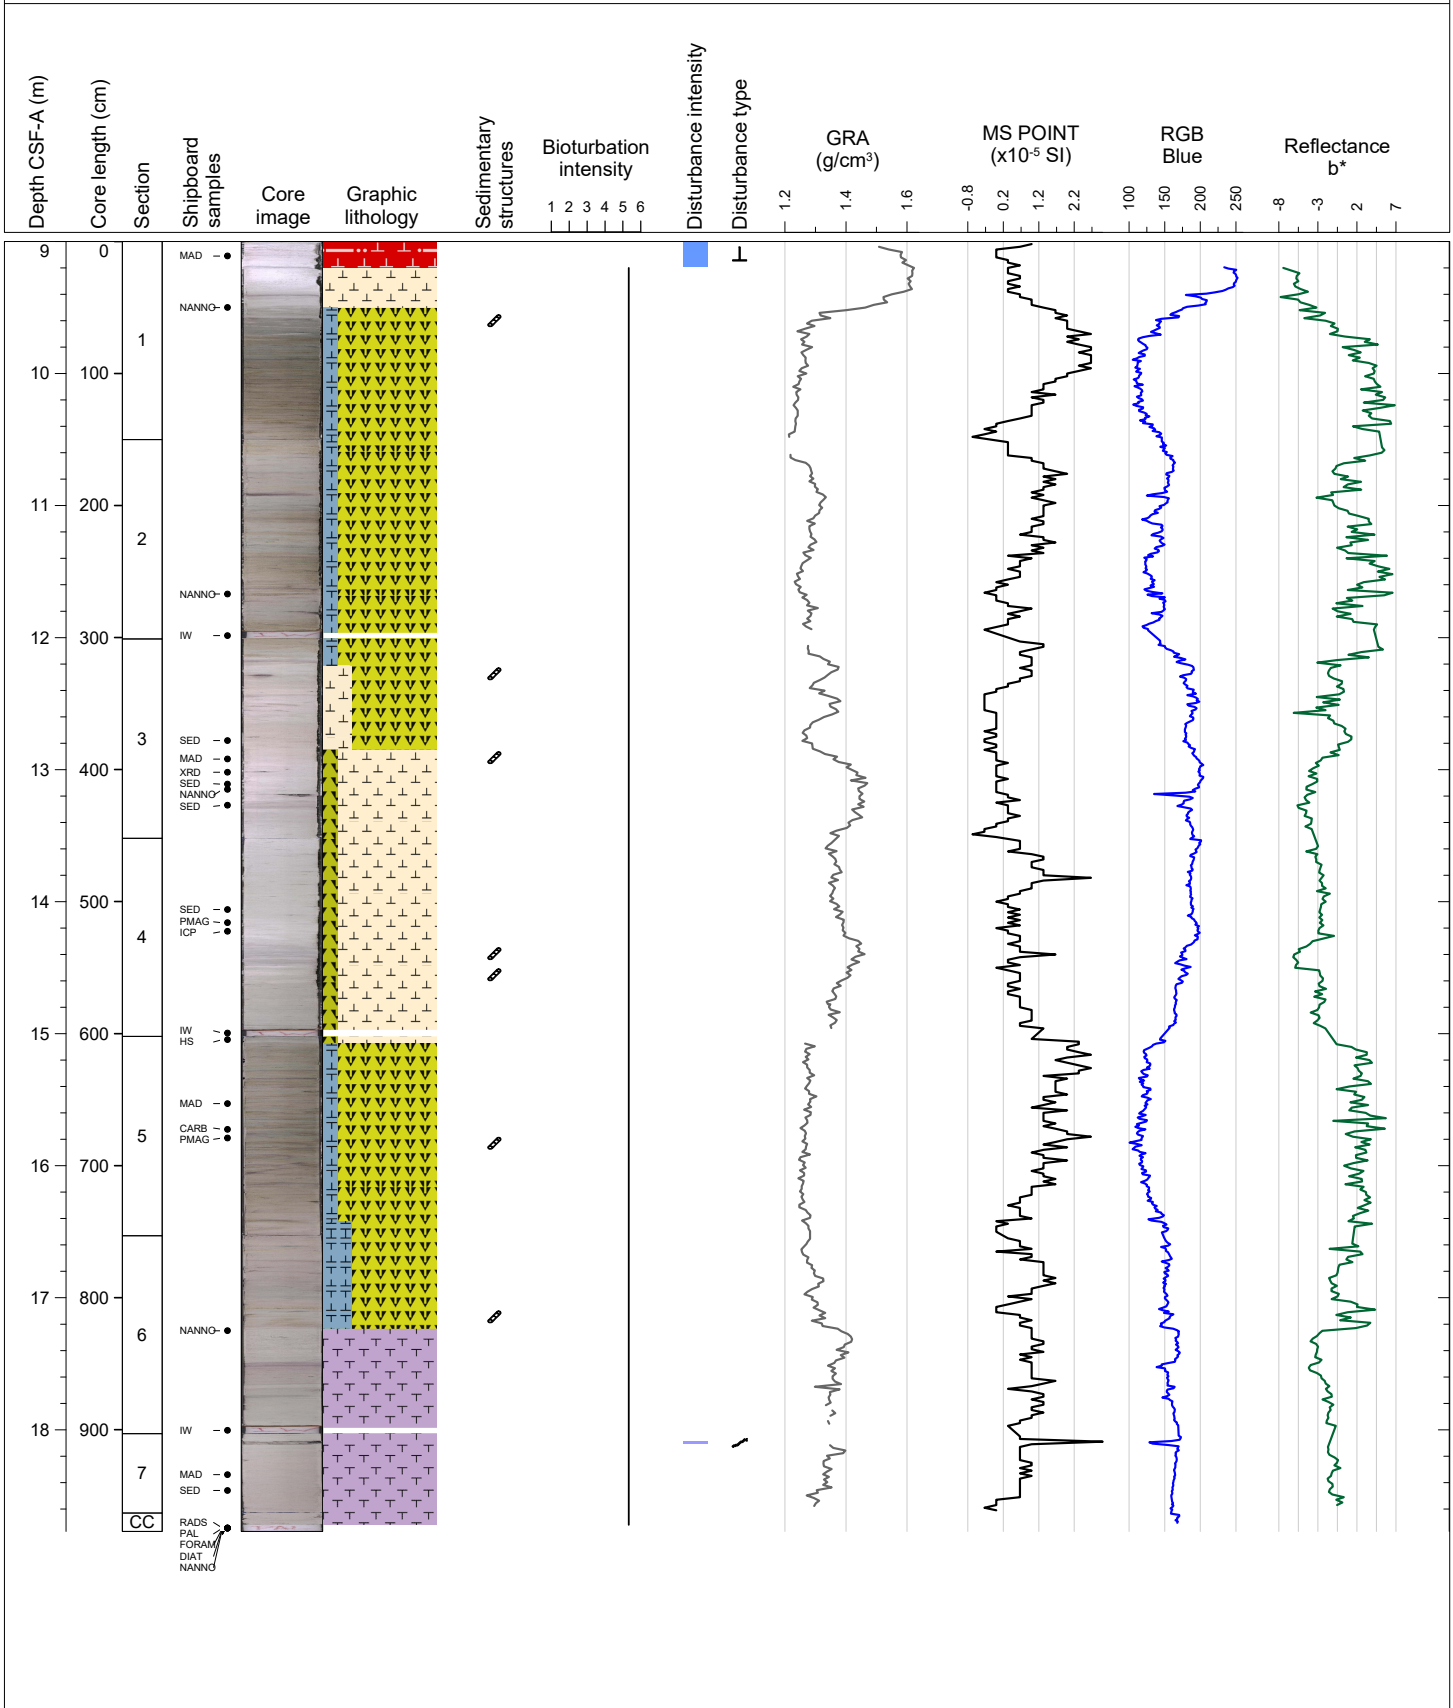 Depth CSF-A (m)
Core length (cm)
Section
Shipboard
samples
Core
image
Graphic
lithology
Sedimentary
structures
Bioturbation
intensity
1 2 3 4 5 6
Disturbance intensity
Disturbance type
GRA
(g/cm³)
1.2 1.4 1.6
MS POINT
(x10⁻⁵ SI)
-0.8 0.2 1.2 2.2
RGB
Blue
100 150 200 250
Reflectance
b*
-8 -3 2 7
9 0
MAD
NANNO
1
10 100
11 200
2
NANNO
IW
12 300
3
SED
MAD
13 400
XRD
SED
NANNO
SED
14 500
SED
PMAG
ICP
4
IW
15 600
HS
MAD
CARB
PMAG
5
16 700
17 800
NANNO
6
IW
18 900
7
MAD
SED
CC
RADS
PAL
FORAM
DIAT
NANNO